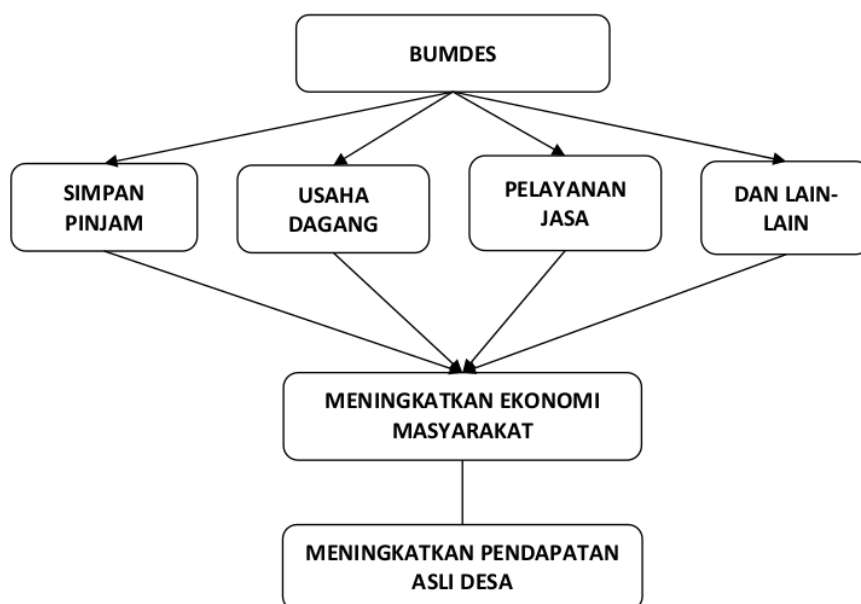 BUMDES
SIMPAN
PINJAM
USAHA
DAGANG
PELAYANAN
JASA
DAN LAIN-
LAIN
MENINGKATKAN EKONOMI
MASYARAKAT
MENINGKATKAN PENDAPATAN
ASLI DESA